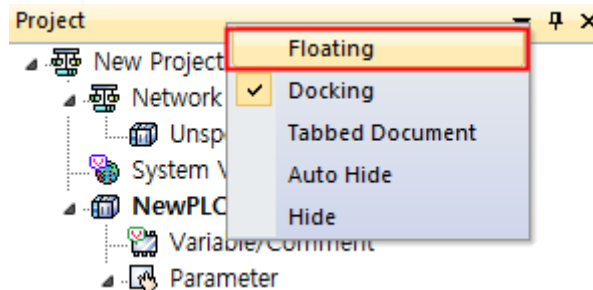 Project
New Project
Floating
Network
Docking
Unsp
Tabbed Document
System V
Auto Hide
NewPLC
Hide
Variable/Comment
Parameter